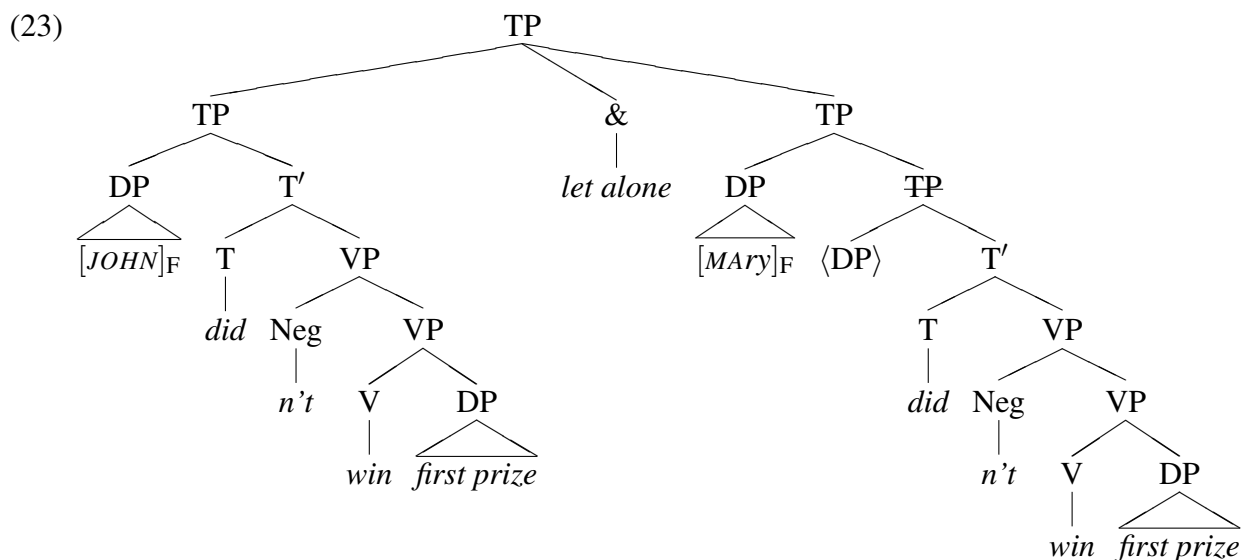 (23) TP
TP & TP
DP T′ let alone DP T̶P̶
[JOHN]F T VP [MAry]F ⟨DP⟩ T′
did Neg VP T VP
n't V DP did Neg VP
win first prize n't V DP
win first prize